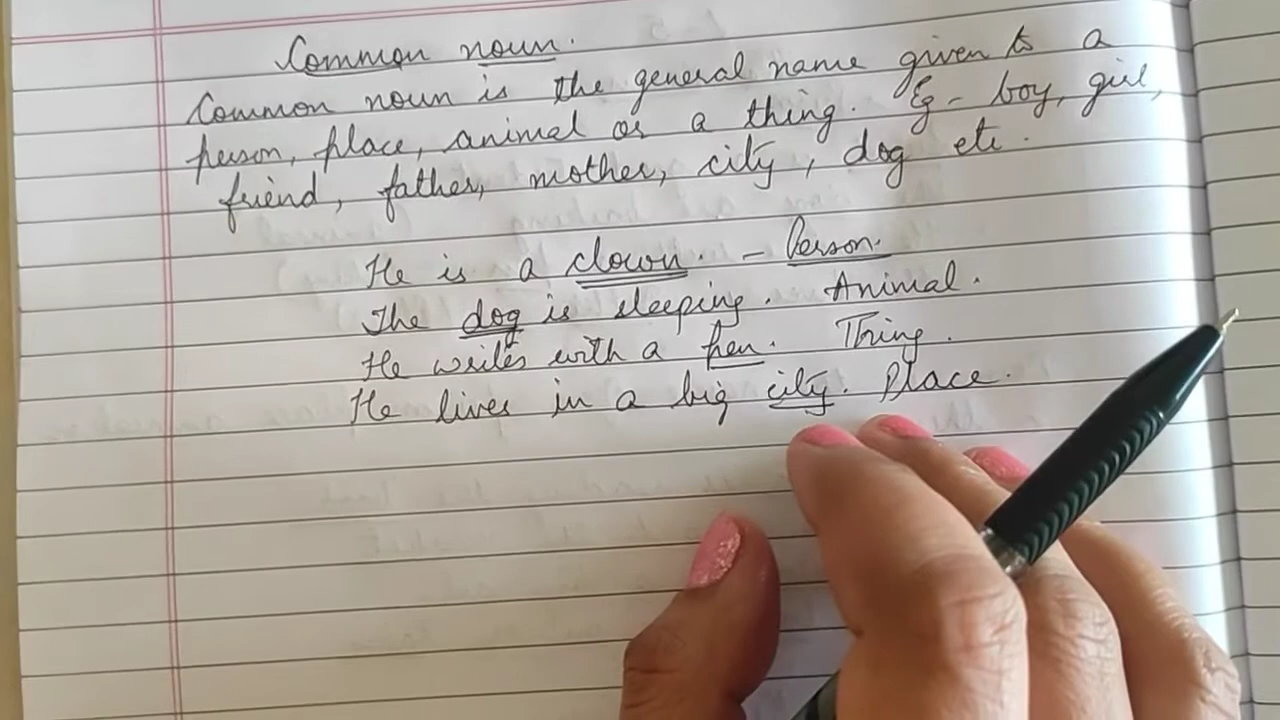 Common noun.
Common noun is the general name given to a
person, place, animal or a thing. Eg - boy, girl,
friend, father, mother, city, dog etc.
He is a clown. - Person.
The dog is sleeping. Animal.
He writes with a pen. Thing.
He lives in a big city. Place.